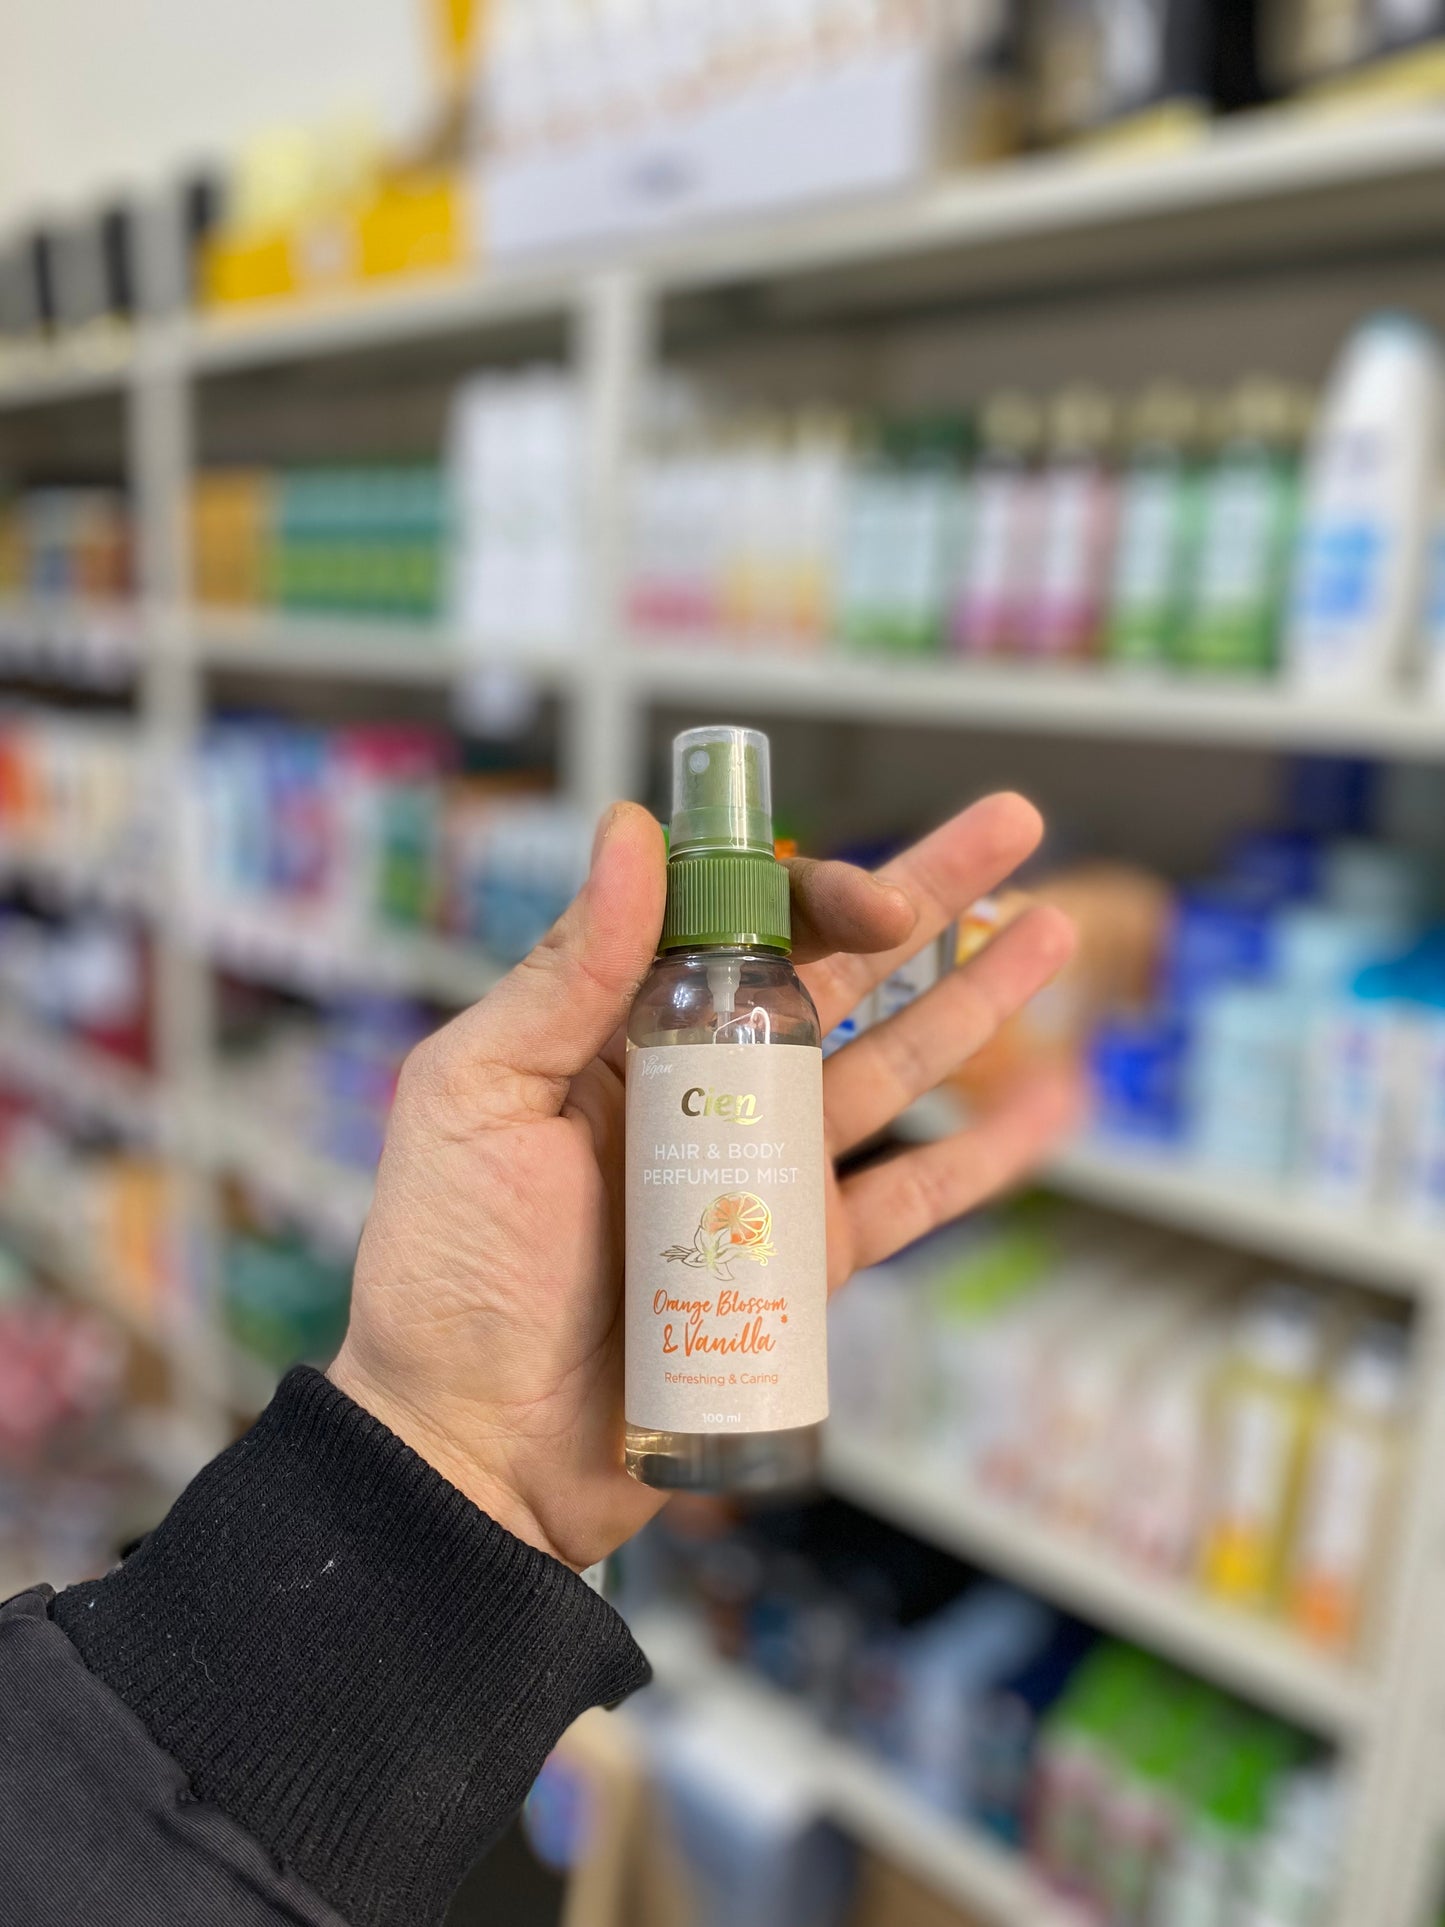 Vegan
Cien
HAIR & BODY
PERFUMED MIST
Orange Blossom
& Vanilla*
Refreshing & Caring
100 ml